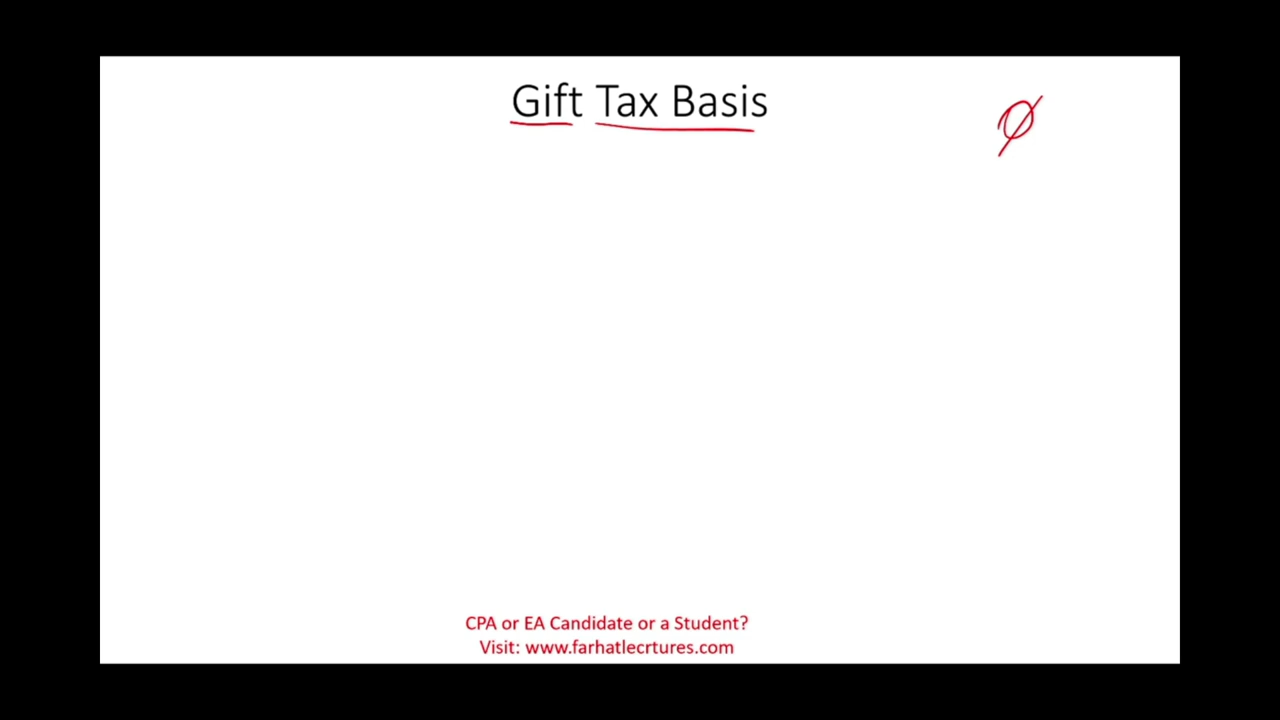 Gift Tax Basis
Ø
CPA or EA Candidate or a Student?
Visit: www.farhatlecrtures.com